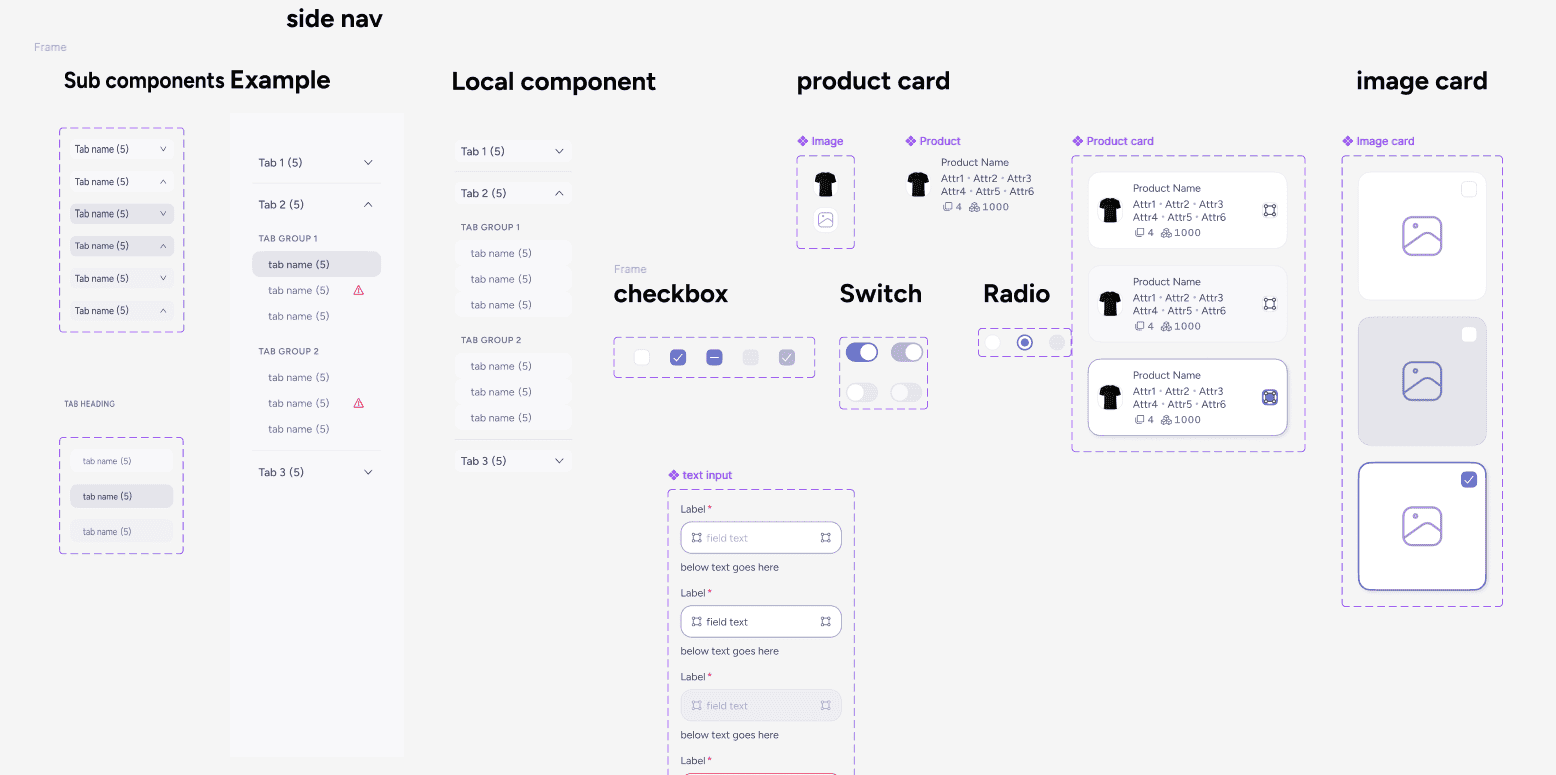 side nav
Frame
Sub components
Tab name (5)
Tab name (5)
Tab name (5)
Tab name (5)
Tab name (5)
Tab name (5)
TAB HEADING
tab name (5)
tab name (5)
tab name (5)
Example
Tab 1 (5)
Tab 2 (5)
TAB GROUP 1
tab name (5)
tab name (5)
tab name (5)
TAB GROUP 2
tab name (5)
tab name (5)
tab name (5)
Tab 3 (5)
Local component
Tab 1 (5)
Tab 2 (5)
TAB GROUP 1
tab name (5)
tab name (5)
tab name (5)
TAB GROUP 2
tab name (5)
tab name (5)
tab name (5)
Tab 3 (5)
Frame
checkbox
Switch
Radio
text input
Label*
field text
below text goes here
Label*
field text
below text goes here
Label*
field text
below text goes here
Label*
product card
Image
Product
Product Name
Attr1 • Attr2 • Attr3
Attr4 • Attr5 • Attr6
4 1000
Product card
Product Name
Attr1 • Attr2 • Attr3
Attr4 • Attr5 • Attr6
4 1000
Product Name
Attr1 • Attr2 • Attr3
Attr4 • Attr5 • Attr6
4 1000
Product Name
Attr1 • Attr2 • Attr3
Attr4 • Attr5 • Attr6
4 1000
image card
Image card